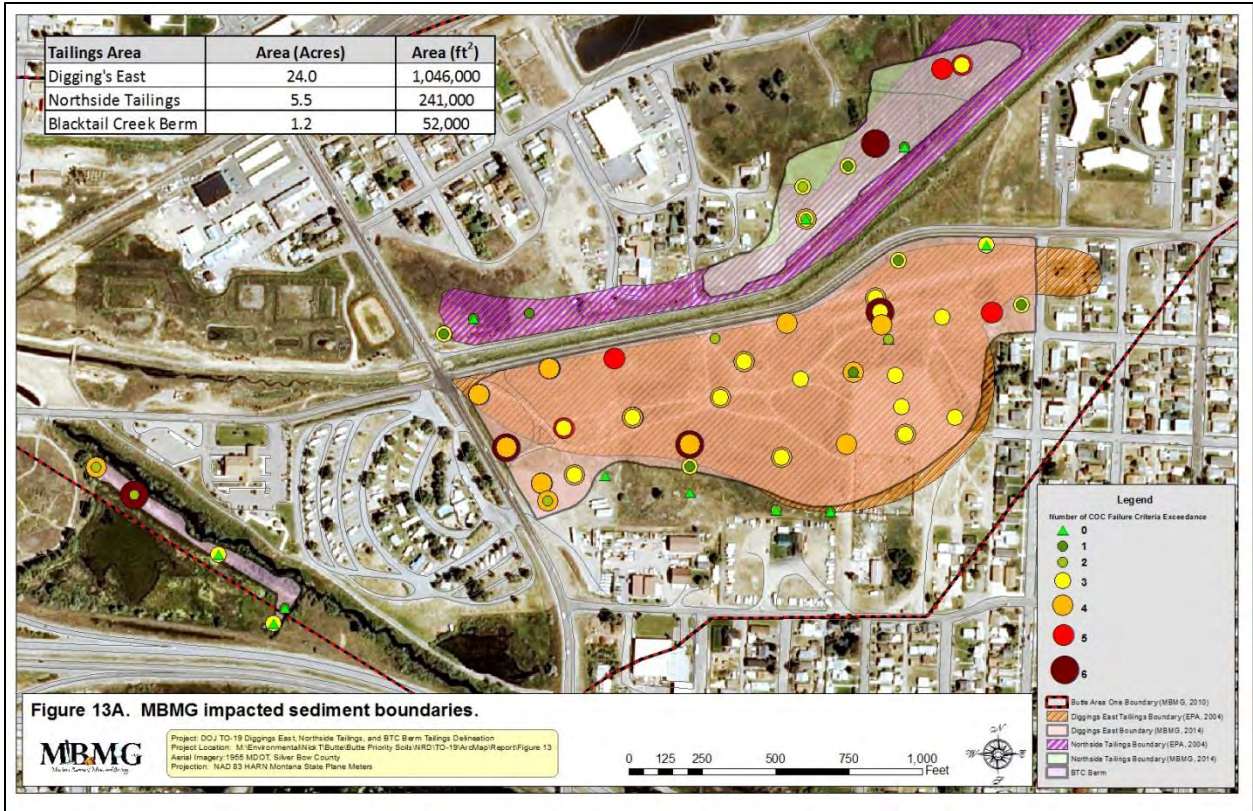 Tailings Area Area (Acres) Area (ft²)
Digging's East 24.0 1,046,000
Northside Tailings 5.5 241,000
Blacktail Creek Berm 1.2 52,000
Legend
Number of COC Failure Criteria Exceedance
0
1
2
3
4
5
6
Butte Area One Boundary (MBMG, 2010)
Diggings East Tailings Boundary (EPA, 2004)
Diggings East Boundary (MBMG, 2014)
Northside Tailings Boundary (EPA, 2004)
Northside Tailings Boundary (MBMG, 2014)
BTC Berm
Figure 13A. MBMG impacted sediment boundaries.
MBMG
Project: DOJ TO-19 Diggings East, Northside Tailings, and BTC Berm Tailings Delineation
Project Location: M:\Environmental\Nick T\Butte\Butte Priority Soils\NRD\TO-19\ArcMap\Report\Figure 13
Aerial Imagery:1955 MDOT, Silver Bow County
Projection: NAD 83 HARN Montana State Plane Meters
0 125 250 500 750 1,000
Feet
N
W E
S